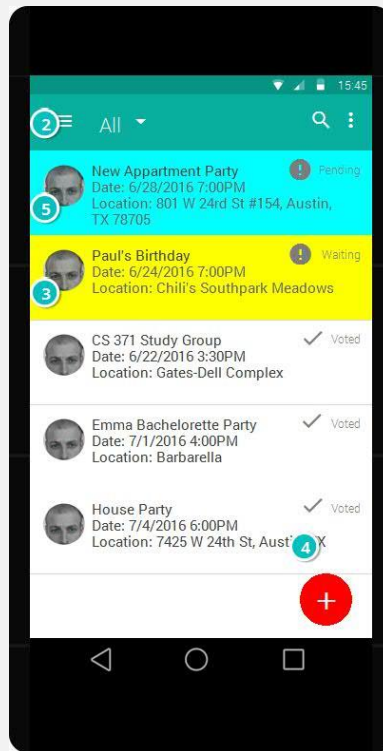 15:45
2
All
New Appartment Party
Pending
Date: 6/28/2016 7:00PM
Location: 801 W 24rd St #154, Austin,
TX 78705
5
Paul's Birthday
Waiting
Date: 6/24/2016 7:00PM
Location: Chili's Southpark Meadows
3
CS 371 Study Group
Voted
Date: 6/22/2016 3:30PM
Location: Gates-Dell Complex
Emma Bachelorette Party
Voted
Date: 7/1/2016 4:00PM
Location: Barbarella
House Party
Voted
Date: 7/4/2016 6:00PM
Location: 7425 W 24th St,
4
+